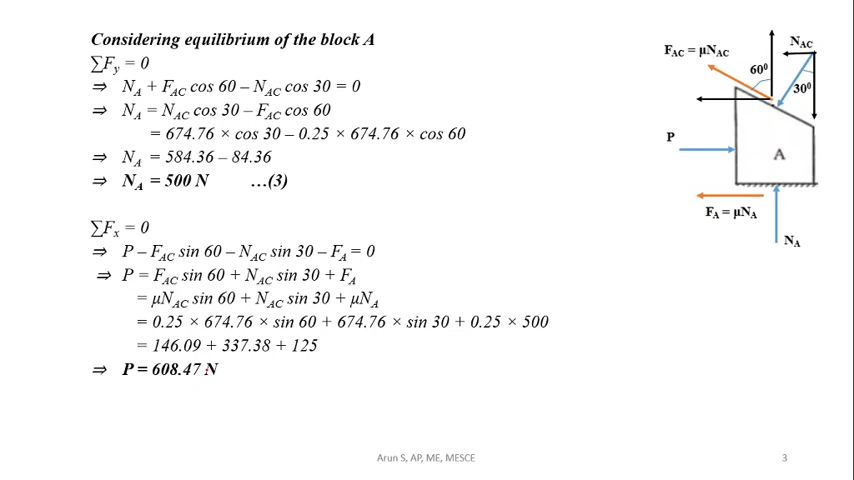 Considering equilibrium of the block A
∑F_y = 0
⇒ N_A + F_AC cos 60 – N_AC cos 30 = 0
⇒ N_A = N_AC cos 30 – F_AC cos 60
= 674.76 × cos 30 – 0.25 × 674.76 × cos 60
⇒ N_A = 584.36 – 84.36
⇒ N_A = 500 N ...(3)
∑F_x = 0
⇒ P – F_AC sin 60 – N_AC sin 30 – F_A = 0
⇒ P = F_AC sin 60 + N_AC sin 30 + F_A
= μN_AC sin 60 + N_AC sin 30 + μN_A
= 0.25 × 674.76 × sin 60 + 674.76 × sin 30 + 0.25 × 500
= 146.09 + 337.38 + 125
⇒ P = 608.47 N
N_AC
F_AC = μN_AC
60⁰
30⁰
P
A
F_A = μN_A
N_A
Arun S, AP, ME, MESCE
3